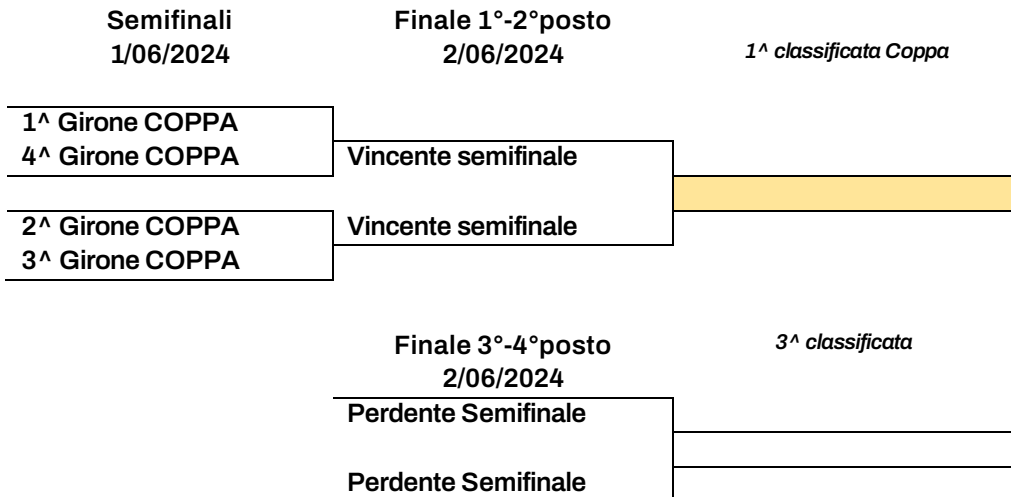 Semifinali
1/06/2024
Finale 1°-2°posto
2/06/2024
1^ classificata Coppa
1^ Girone COPPA
4^ Girone COPPA
Vincente semifinale
2^ Girone COPPA
3^ Girone COPPA
Vincente semifinale
Finale 3°-4°posto
2/06/2024
3^ classificata
Perdente Semifinale
Perdente Semifinale